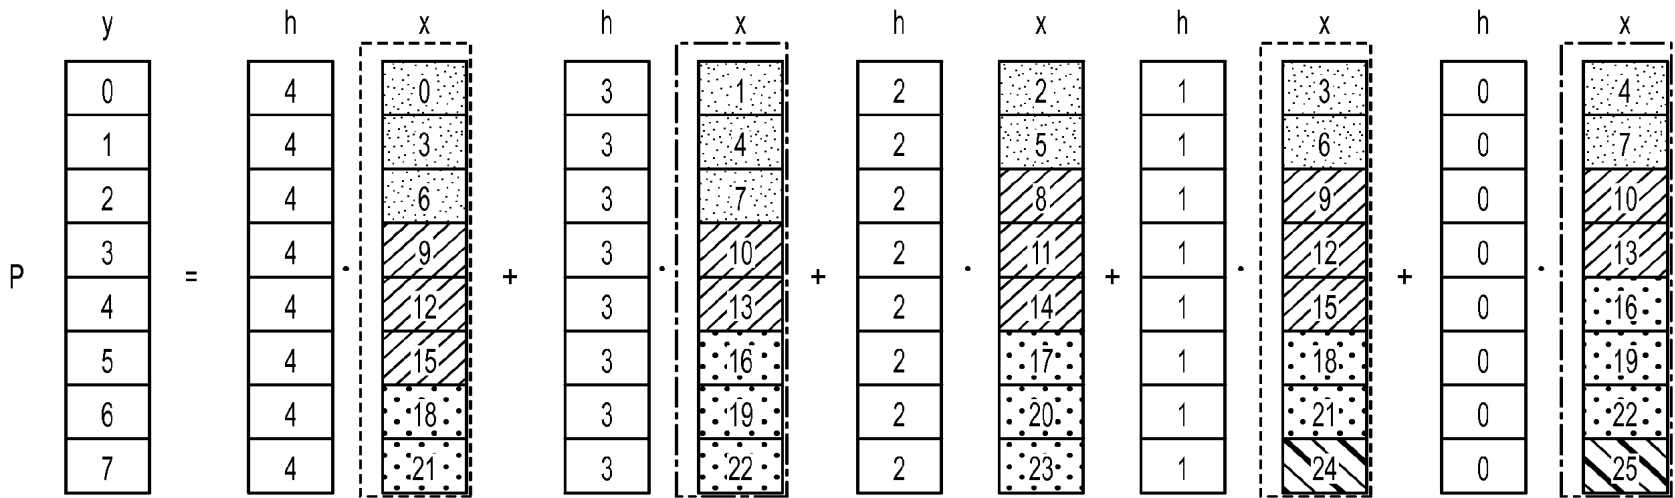 y h x h x h x h x h x
0 4 0 3 1 2 2 1 3 0 4
1 4 3 3 4 2 5 1 6 0 7
2 4 6 3 7 2 8 1 9 0 10
3 4 9 3 10 2 11 1 12 0 13
P = · + · + · + · + ·
4 4 12 3 13 2 14 1 15 0 16
5 4 15 3 16 2 17 1 18 0 19
6 4 18 3 19 2 20 1 21 0 22
7 4 21 3 22 2 23 1 24 0 25